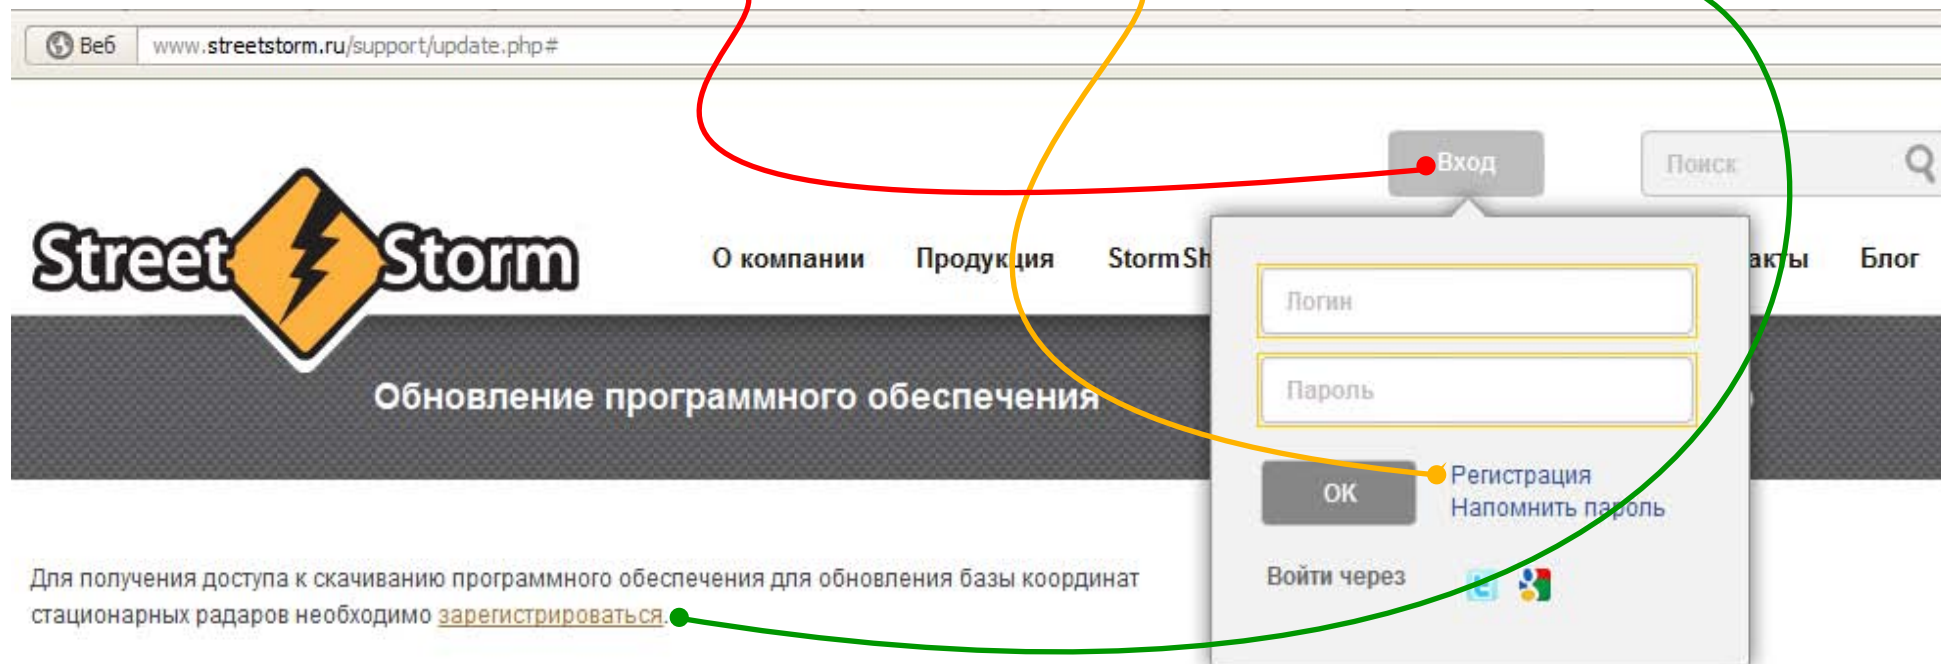 Веб www.streetstorm.ru/support/update.php#
Вход
Поиск
Street Storm
О компании Продукция Storm Sh акты Блог
Логин
Пароль
Обновление программного обеспечения
OK
Регистрация
Напомнить пароль
Войти через
Для получения доступа к скачиванию программного обеспечения для обновления базы координат
стационарных радаров необходимо зарегистрироваться.